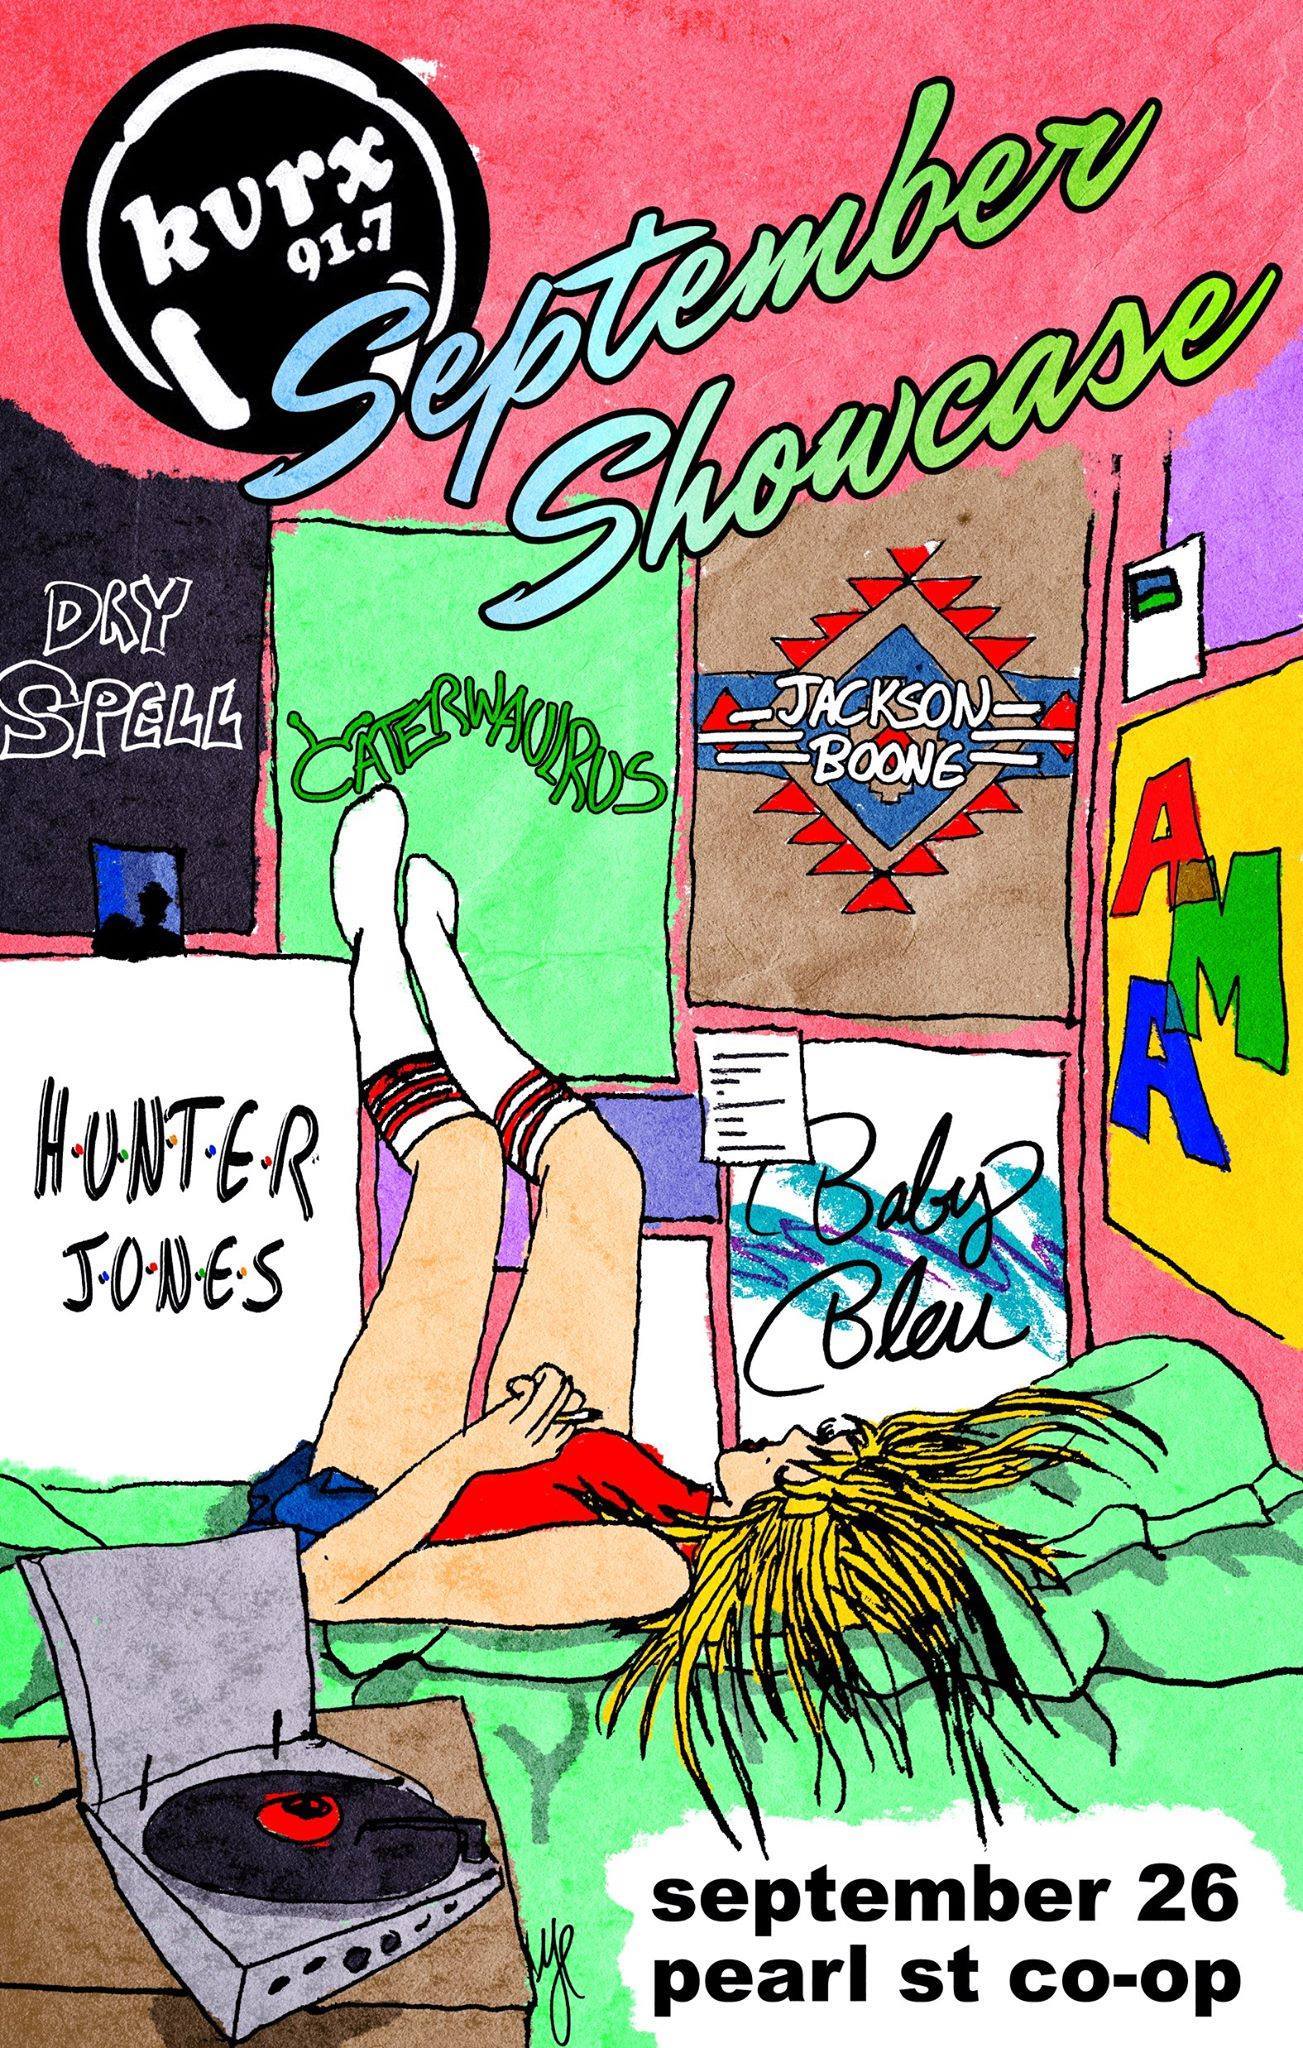 kvrx
91.7
September
Showcase
DRY
SPELL
CATERWAULRUS
JACKSON
BOONE
AMA
H·U·N·T·E·R
J·O·N·E·S
Baby
Bleu
september 26
pearl st co-op